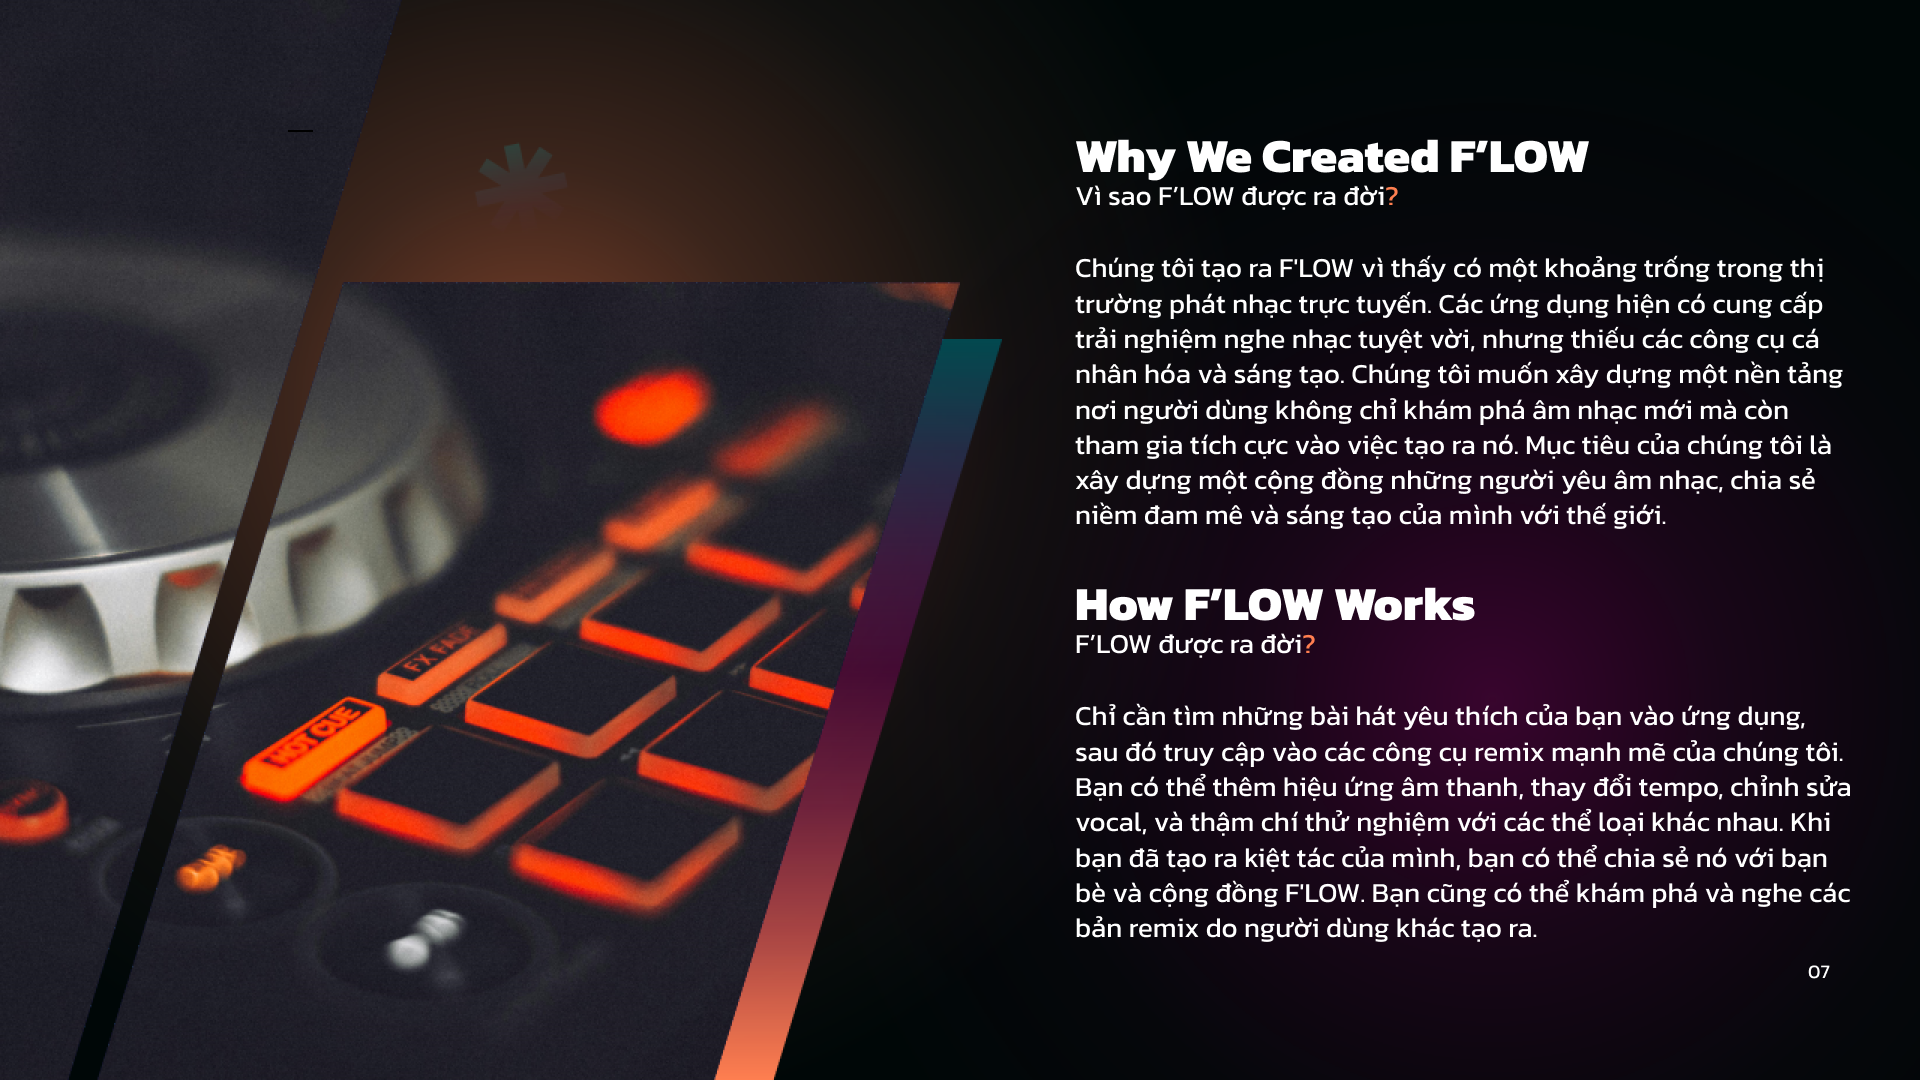 Why We Created F’LOW
Vì sao F’LOW được ra đời?
Chúng tôi tạo ra F'LOW vì thấy có một khoảng trống trong thị
trường phát nhạc trực tuyến. Các ứng dụng hiện có cung cấp
trải nghiệm nghe nhạc tuyệt vời, nhưng thiếu các công cụ cá
nhân hóa và sáng tạo. Chúng tôi muốn xây dựng một nền tảng
nơi người dùng không chỉ khám phá âm nhạc mới mà còn
tham gia tích cực vào việc tạo ra nó. Mục tiêu của chúng tôi là
xây dựng một cộng đồng những người yêu âm nhạc, chia sẻ
niềm đam mê và sáng tạo của mình với thế giới.
How F’LOW Works
F’LOW được ra đời?
Chỉ cần tìm những bài hát yêu thích của bạn vào ứng dụng,
sau đó truy cập vào các công cụ remix mạnh mẽ của chúng tôi.
Bạn có thể thêm hiệu ứng âm thanh, thay đổi tempo, chỉnh sửa
vocal, và thậm chí thử nghiệm với các thể loại khác nhau. Khi
bạn đã tạo ra kiệt tác của mình, bạn có thể chia sẻ nó với bạn
bè và cộng đồng F'LOW. Bạn cũng có thể khám phá và nghe các
bản remix do người dùng khác tạo ra.
07
FX FADE
HOT CUE